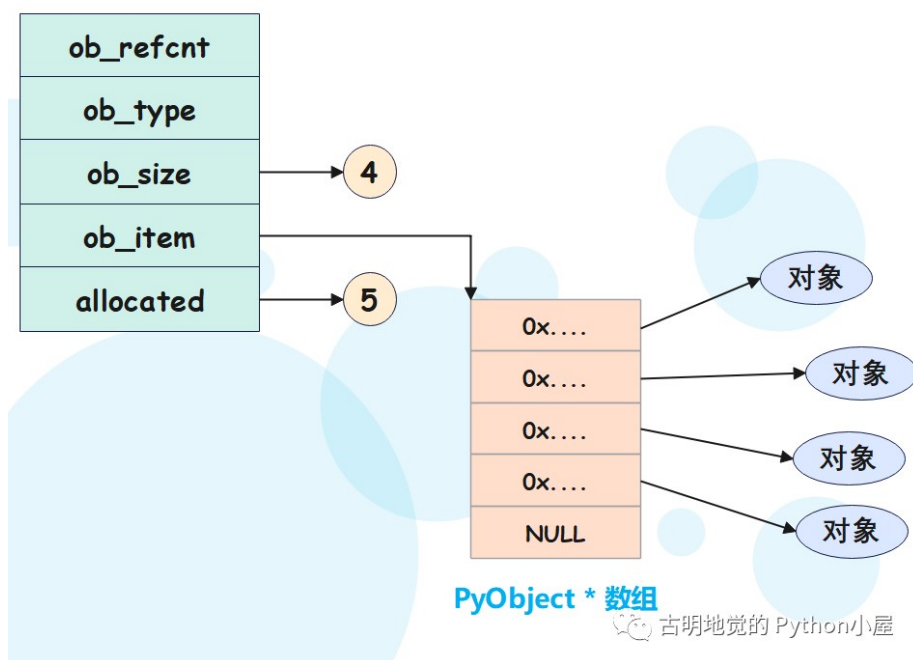 ob_refcnt
ob_type
ob_size
4
ob_item
allocated
5
0x....
0x....
0x....
0x....
NULL
对象
对象
对象
对象
PyObject * 数组
古明地觉的 Python小屋